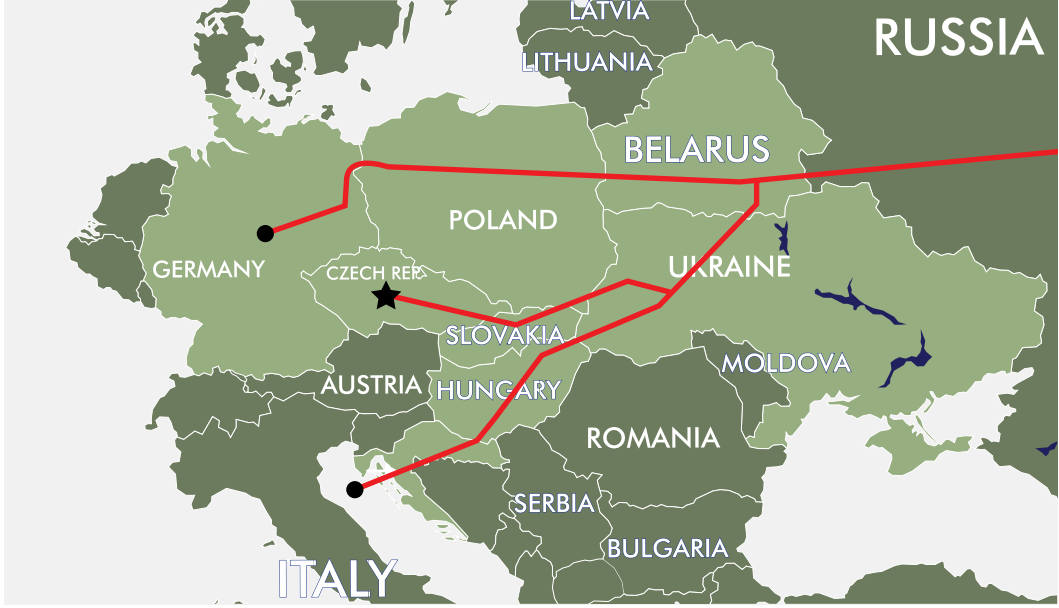 LATVIA
RUSSIA
LITHUANIA
BELARUS
POLAND
GERMANY
CZECH REP.
UKRAINE
SLOVAKIA
MOLDOVA
AUSTRIA
HUNGARY
ROMANIA
SERBIA
BULGARIA
ITALY